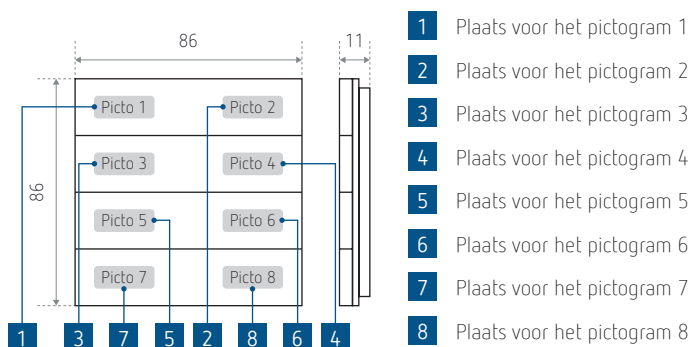 86
11
86
Picto 1
Picto 2
Picto 3
Picto 4
Picto 5
Picto 6
Picto 7
Picto 8
1 3 7 5 2 8 6 4
1 Plaats voor het pictogram 1
2 Plaats voor het pictogram 2
3 Plaats voor het pictogram 3
4 Plaats voor het pictogram 4
5 Plaats voor het pictogram 5
6 Plaats voor het pictogram 6
7 Plaats voor het pictogram 7
8 Plaats voor het pictogram 8